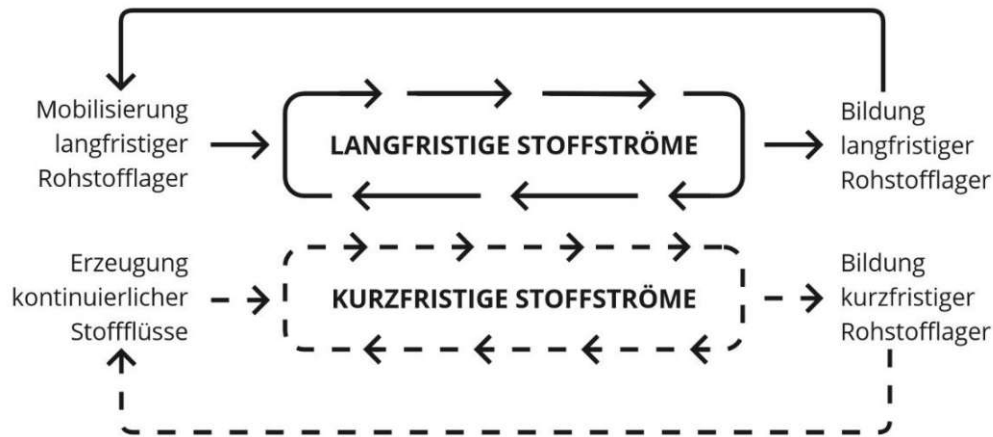 Mobilisierung
langfristiger
Rohstofflager
LANGFRISTIGE STOFFSTRÖME
Bildung
langfristiger
Rohstofflager
Erzeugung
kontinuierlicher
Stoffflüsse
KURZFRISTIGE STOFFSTRÖME
Bildung
kurzfristiger
Rohstofflager